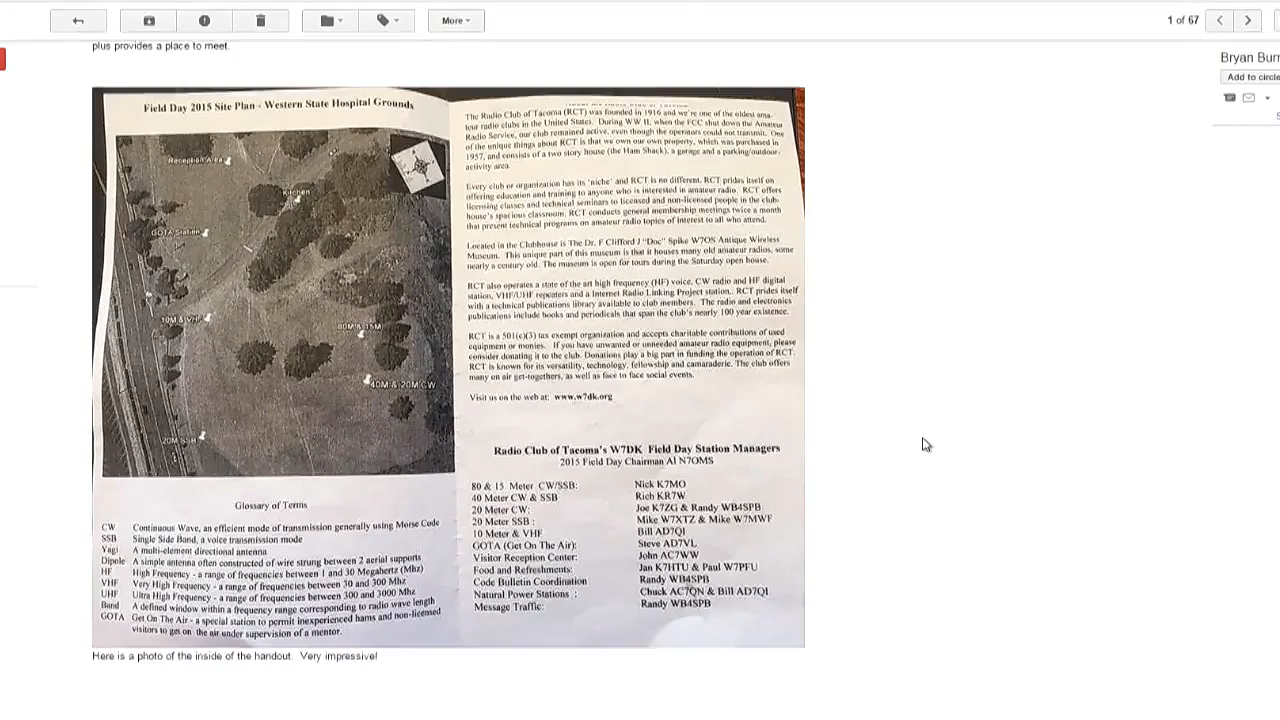 More
1 of 67
plus provides a place to meet.
Bryan Burr
Add to circle
Field Day 2015 Site Plan - Western State Hospital Grounds
Reception Area
Kitchen
GOTA Station
10M & VHF
80M & 15M
40M & 20M CW
20M SSB
Glossary of Terms
CW Continuous Wave, an efficient mode of transmission generally using Morse Code
SSB Single Side Band, a voice transmission mode
Yagi A multi-element directional antenna
Dipole A simple antenna often constructed of wire strung between 2 aerial supports
HF High Frequency - a range of frequencies between 1 and 30 Megahertz (Mhz)
VHF Very High Frequency - a range of frequencies between 30 and 300 Mhz
UHF Ultra High Frequency - a range of frequencies between 300 and 3000 Mhz
Band A defined window within a frequency range corresponding to radio wave length
GOTA Get On The Air - a special station to permit inexperienced hams and non-licensed
visitors to get on the air under supervision of a mentor.
The Radio Club of Tacoma (RCT) was founded in 1916 and we're one of the oldest ama-
teur radio clubs in the United States. During WW II, when the FCC shut down the Amateur
Radio Service, our club remained active, even though the operators could not transmit. One
of the unique things about RCT is that we own our own property, which was purchased in
1957, and consists of a two story house (the Ham Shack), a garage and a parking/outdoor-
activity area.
Every club or organization has its 'niche' and RCT is no different. RCT prides itself on
offering education and training to anyone who is interested in amateur radio. RCT offers
licensing classes and technical seminars to licensed and non-licensed people in the club-
house's spacious classroom. RCT conducts general membership meetings twice a month
that present technical programs on amateur radio topics of interest to all who attend.
Located in the Clubhouse is The Dr. F Clifford J "Doc" Spike W7OS Antique Wireless
Museum. This unique part of this museum is that it houses many old amateur radios, some
nearly a century old. The museum is open for tours during the Saturday open house.
RCT also operates a state of the art high frequency (HF) voice, CW radio and HF digital
station, VHF/UHF repeaters and a Internet Radio Linking Project station. RCT prides itself
with a technical publications library available to club members. The radio and electronics
publications include books and periodicals that span the club's nearly 100 year existence.
RCT is a 501(c)(3) tax exempt organization and accepts charitable contributions of used
equipment or monies. If you have unwanted or unneeded amateur radio equipment, please
consider donating it to the club. Donations play a big part in funding the operation of RCT.
RCT is known for its versatility, technology, fellowship and camaraderie. The club offers
many on air get-togethers, as well as face to face social events.
Visit us on the web at: www.w7dk.org
Radio Club of Tacoma's W7DK Field Day Station Managers
2015 Field Day Chairman Al N7OMS
80 & 15 Meter CW/SSB: Nick K7MO
40 Meter CW & SSB Rich KR7W
20 Meter CW: Joe K7ZG & Randy WB4SPB
20 Meter SSB : Mike W7XTZ & Mike W7MWF
10 Meter & VHF Bill AD7QI
GOTA (Get On The Air): Steve AD7VL
Visitor Reception Center: John AC7WW
Food and Refreshments: Jan K7HTU & Paul W7PFU
Code Bulletin Coordination Randy WB4SPB
Natural Power Stations : Chuck AC7QN & Bill AD7QI
Message Traffic: Randy WB4SPB
Here is a photo of the inside of the handout. Very impressive!